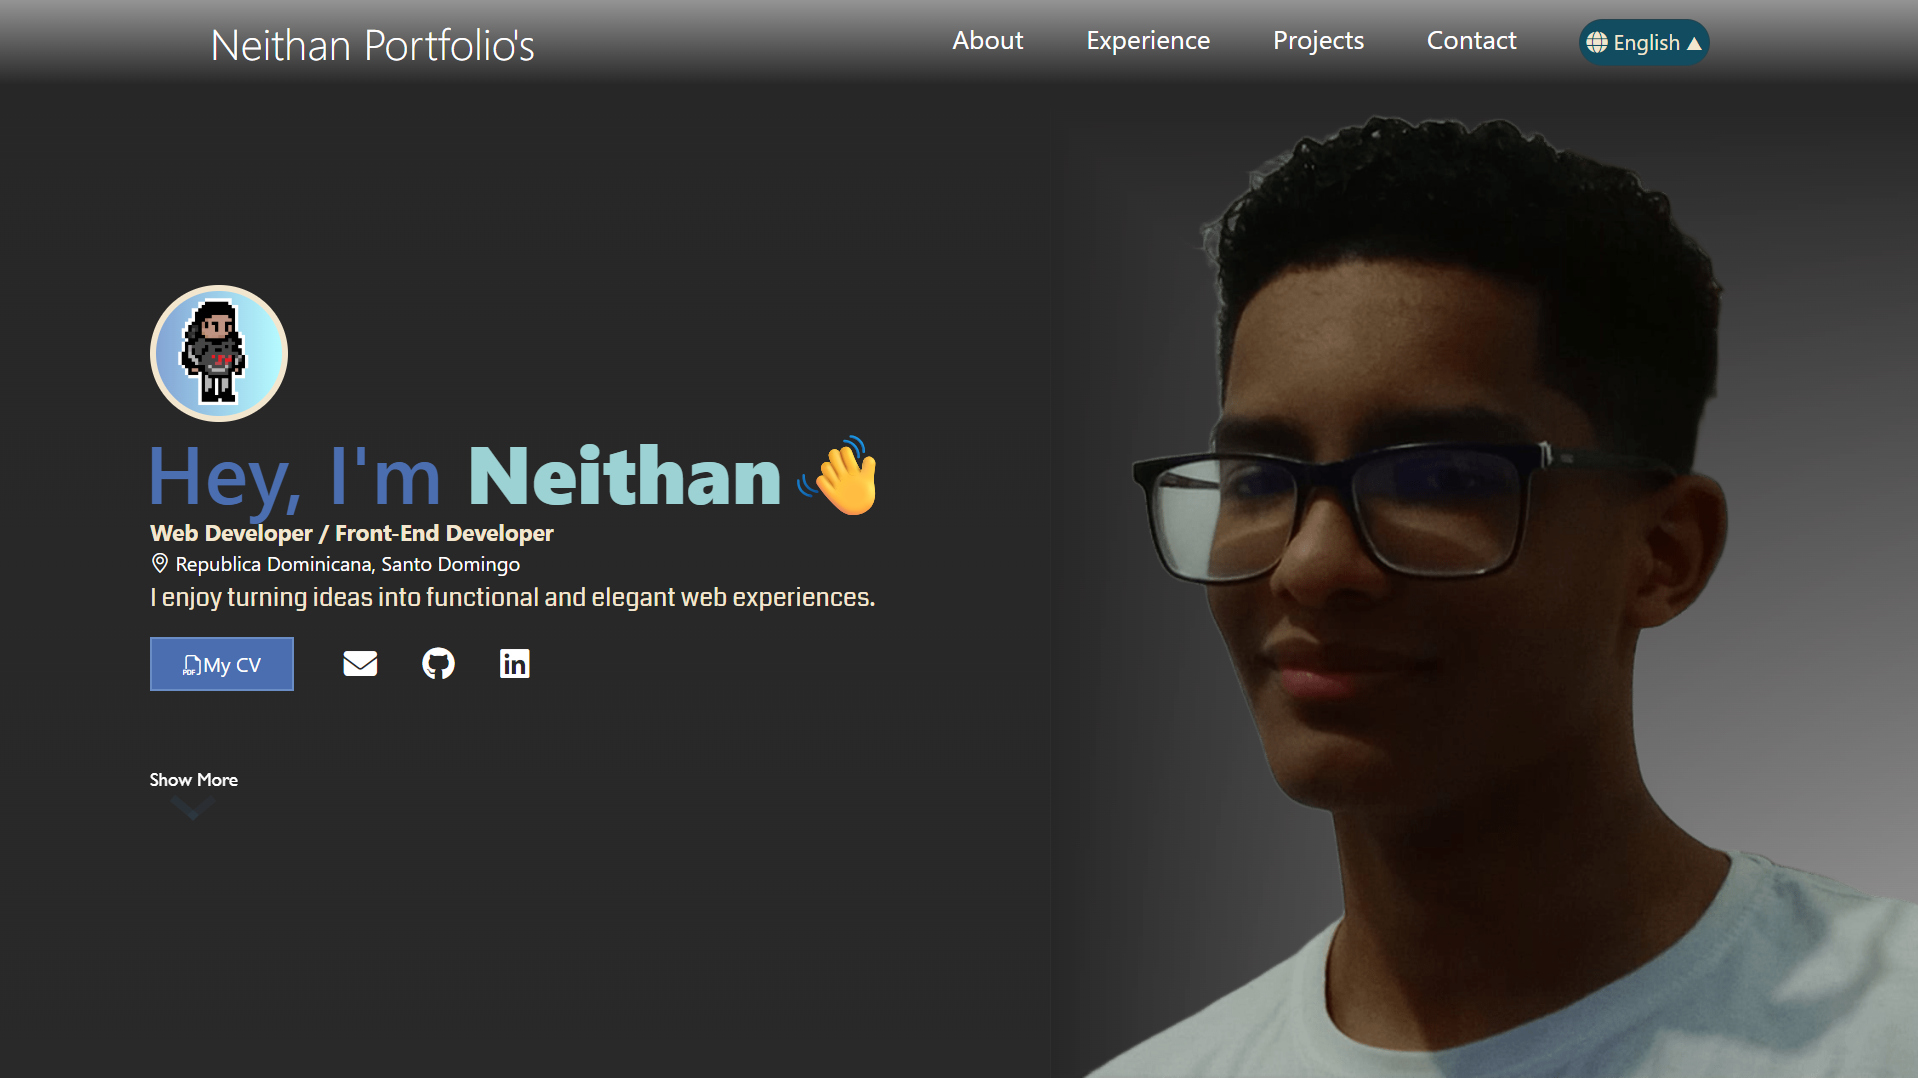 Neithan Portfolio's
About
Experience
Projects
Contact
English ▲
Hey, I'm Neithan 👋
Web Developer / Front-End Developer
Republica Dominicana, Santo Domingo
I enjoy turning ideas into functional and elegant web experiences.
PDF My CV
Show More